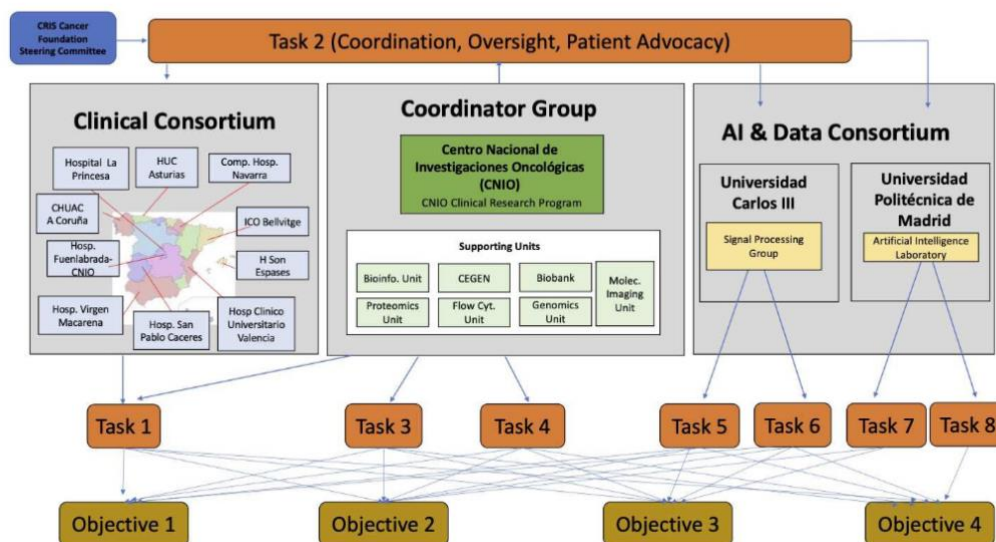 CRIS Cancer
Foundation
Steering Committee
Task 2 (Coordination, Oversight, Patient Advocacy)
Clinical Consortium
Hospital La
Princesa
HUC
Asturias
Comp. Hosp.
Navarra
CHUAC
A Coruña
ICO Bellvitge
Hosp.
Fuenlabrada-
CNIO
H Son
Espases
Hosp. Virgen
Macarena
Hosp. San
Pablo Caceres
Hosp Clinico
Universitario
Valencia
Coordinator Group
Centro Nacional de
Investigaciones Oncológicas
(CNIO)
CNIO Clinical Research Program
Supporting Units
Bioinfo. Unit
CEGEN
Biobank
Molec.
Imaging
Unit
Proteomics
Unit
Flow Cyt.
Unit
Genomics
Unit
AI & Data Consortium
Universidad
Carlos III
Signal Processing
Group
Universidad
Politécnica de
Madrid
Artificial Intelligence
Laboratory
Task 1
Task 3
Task 4
Task 5
Task 6
Task 7
Task 8
Objective 1
Objective 2
Objective 3
Objective 4